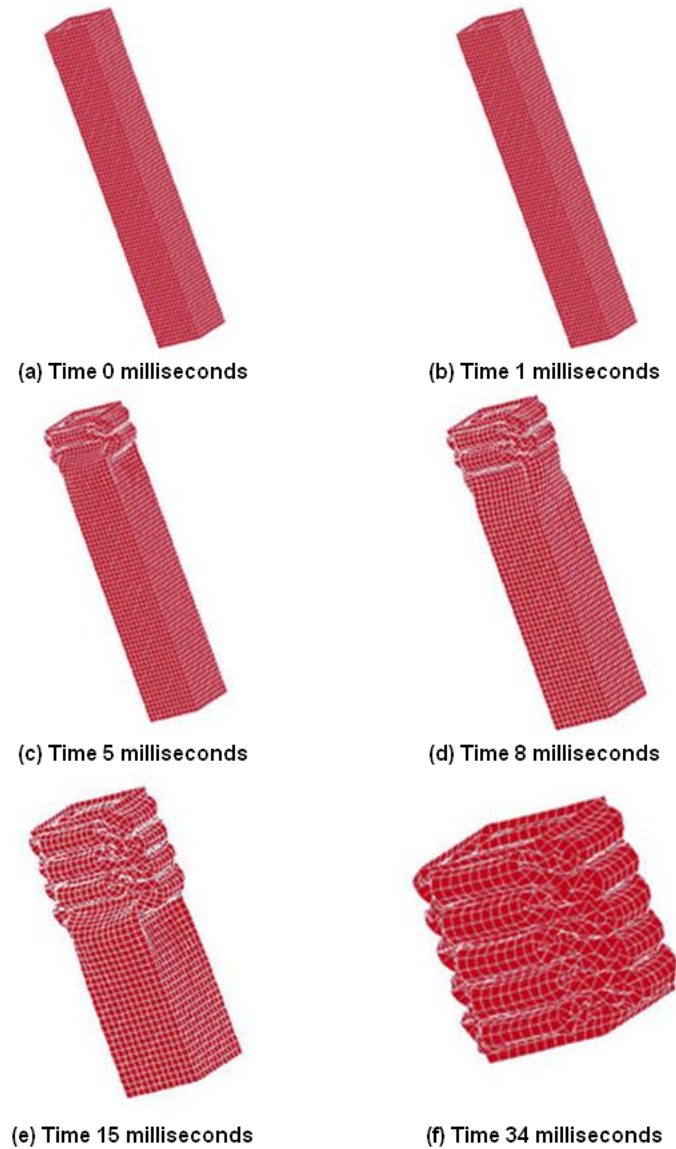 (a) Time 0 milliseconds
(b) Time 1 milliseconds
(c) Time 5 milliseconds
(d) Time 8 milliseconds
(e) Time 15 milliseconds
(f) Time 34 milliseconds